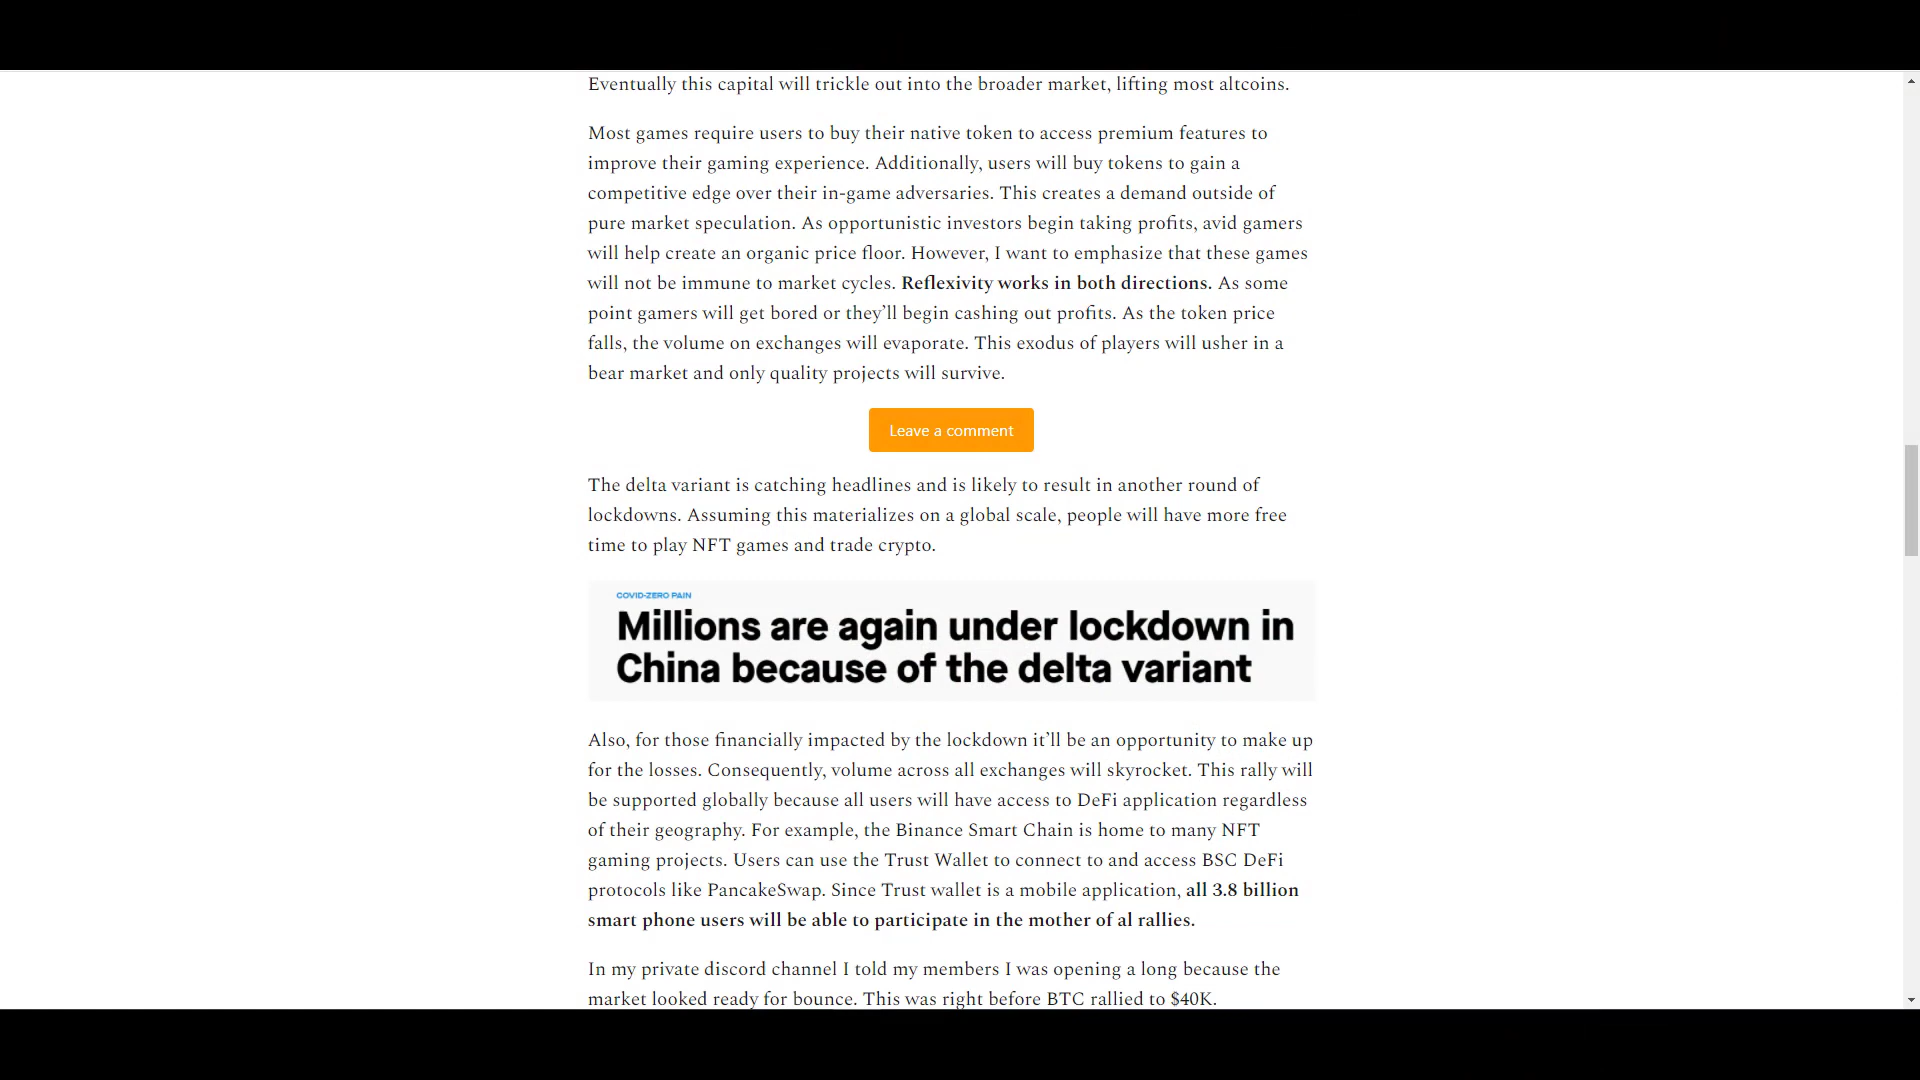 Eventually this capital will trickle out into the broader market, lifting most altcoins.
Most games require users to buy their native token to access premium features to
improve their gaming experience. Additionally, users will buy tokens to gain a
competitive edge over their in-game adversaries. This creates a demand outside of
pure market speculation. As opportunistic investors begin taking profits, avid gamers
will help create an organic price floor. However, I want to emphasize that these games
will not be immune to market cycles. Reflexivity works in both directions. As some
point gamers will get bored or they’ll begin cashing out profits. As the token price
falls, the volume on exchanges will evaporate. This exodus of players will usher in a
bear market and only quality projects will survive.
Leave a comment
The delta variant is catching headlines and is likely to result in another round of
lockdowns. Assuming this materializes on a global scale, people will have more free
time to play NFT games and trade crypto.
COVID-ZERO PAIN
Millions are again under lockdown in
China because of the delta variant
Also, for those financially impacted by the lockdown it’ll be an opportunity to make up
for the losses. Consequently, volume across all exchanges will skyrocket. This rally will
be supported globally because all users will have access to DeFi application regardless
of their geography. For example, the Binance Smart Chain is home to many NFT
gaming projects. Users can use the Trust Wallet to connect to and access BSC DeFi
protocols like PancakeSwap. Since Trust wallet is a mobile application, all 3.8 billion
smart phone users will be able to participate in the mother of al rallies.
In my private discord channel I told my members I was opening a long because the
market looked ready for bounce. This was right before BTC rallied to $40K.